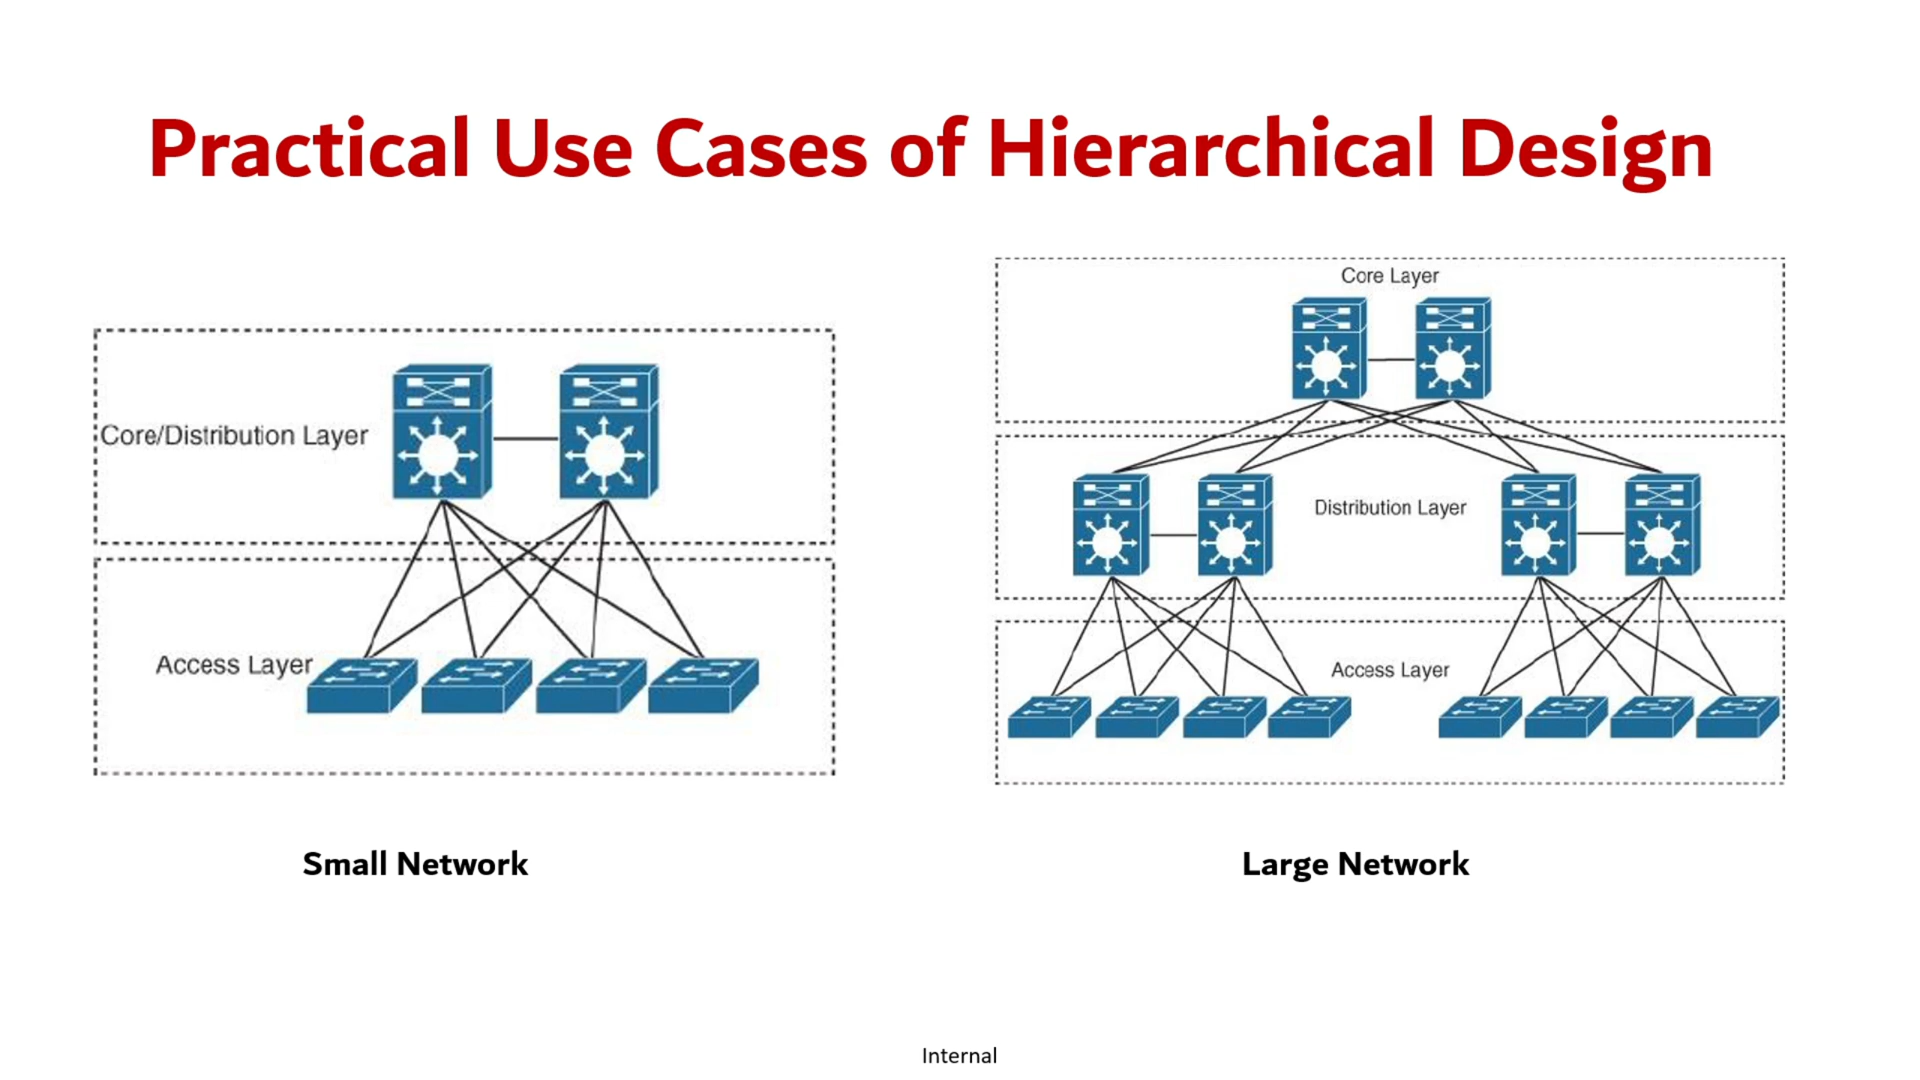 Practical Use Cases of Hierarchical Design
Core/Distribution Layer
Access Layer
Small Network
Core Layer
Distribution Layer
Access Layer
Large Network
Internal